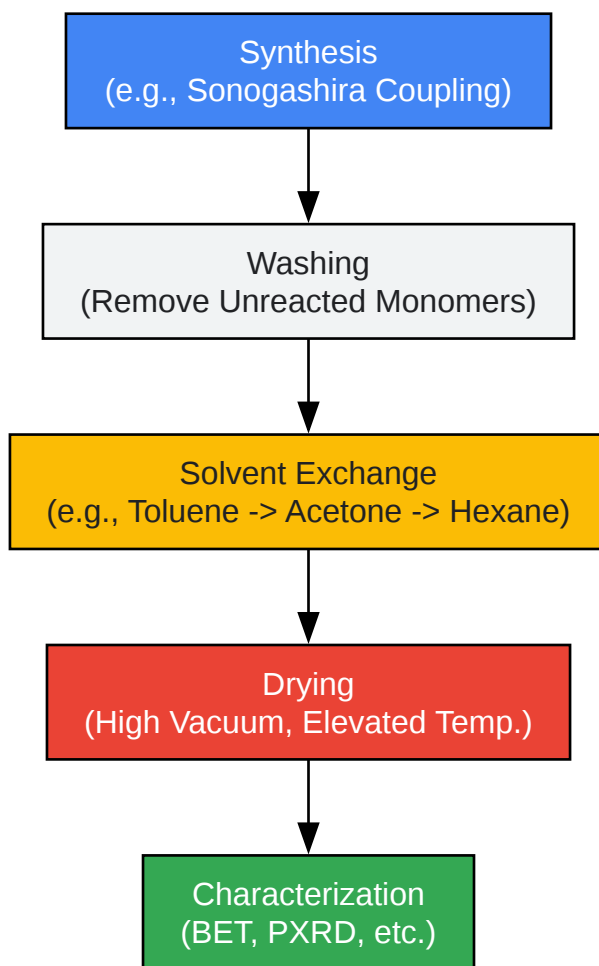 Synthesis
(e.g., Sonogashira Coupling)
Washing
(Remove Unreacted Monomers)
Solvent Exchange
(e.g., Toluene -> Acetone -> Hexane)
Drying
(High Vacuum, Elevated Temp.)
Characterization
(BET, PXRD, etc.)